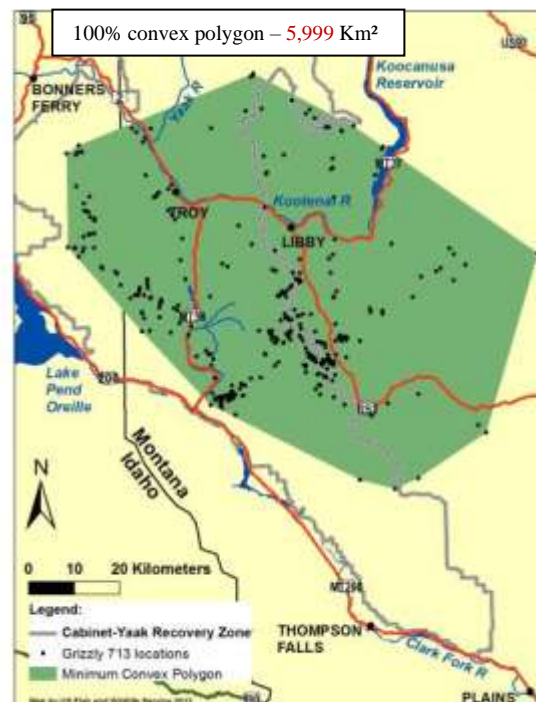 95
100% convex polygon – 5,999 Km²
BONNERS
FERRY
Yaak R
Koocanusa
Reservoir
TROY
Kootenai R
LIBBY
Lake
Pend
Oreille
200
Montana
Idaho
N
0 10 20 Kilometers
Legend:
Cabinet-Yaak Recovery Zone
Grizzly 713 locations
Minimum Convex Polygon
THOMPSON
FALLS
Clark Fork R
PLAINS